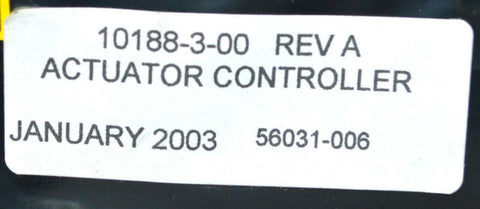 10188-3-00 REV A
ACTUATOR CONTROLLER
JANUARY 2003 56031-006